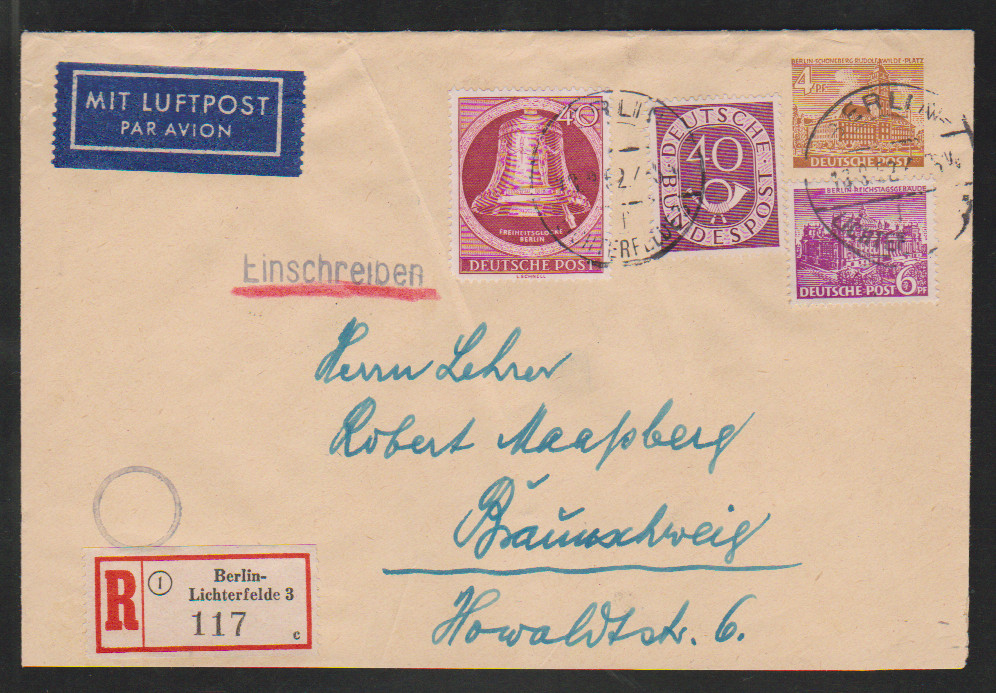 MIT LUFTPOST
PAR AVION
40
FREIHEITSGLOCKE
BERLIN
DEUTSCHE POST
DEUTSCHE BUNDESPOST
40
BERLIN-SCHÖNEBERG·RUDOLF-WILDE-PLATZ
4 PF
DEUTSCHE POST
BERLIN-REICHSTAGSGEBÄUDE
DEUTSCHE POST 6 PF
Einschreiben
Herrn Lehrer
Robert Maaßberg
Braunschweig
Howaldtstr. 6.
R
1
Berlin-
Lichterfelde 3
117
c